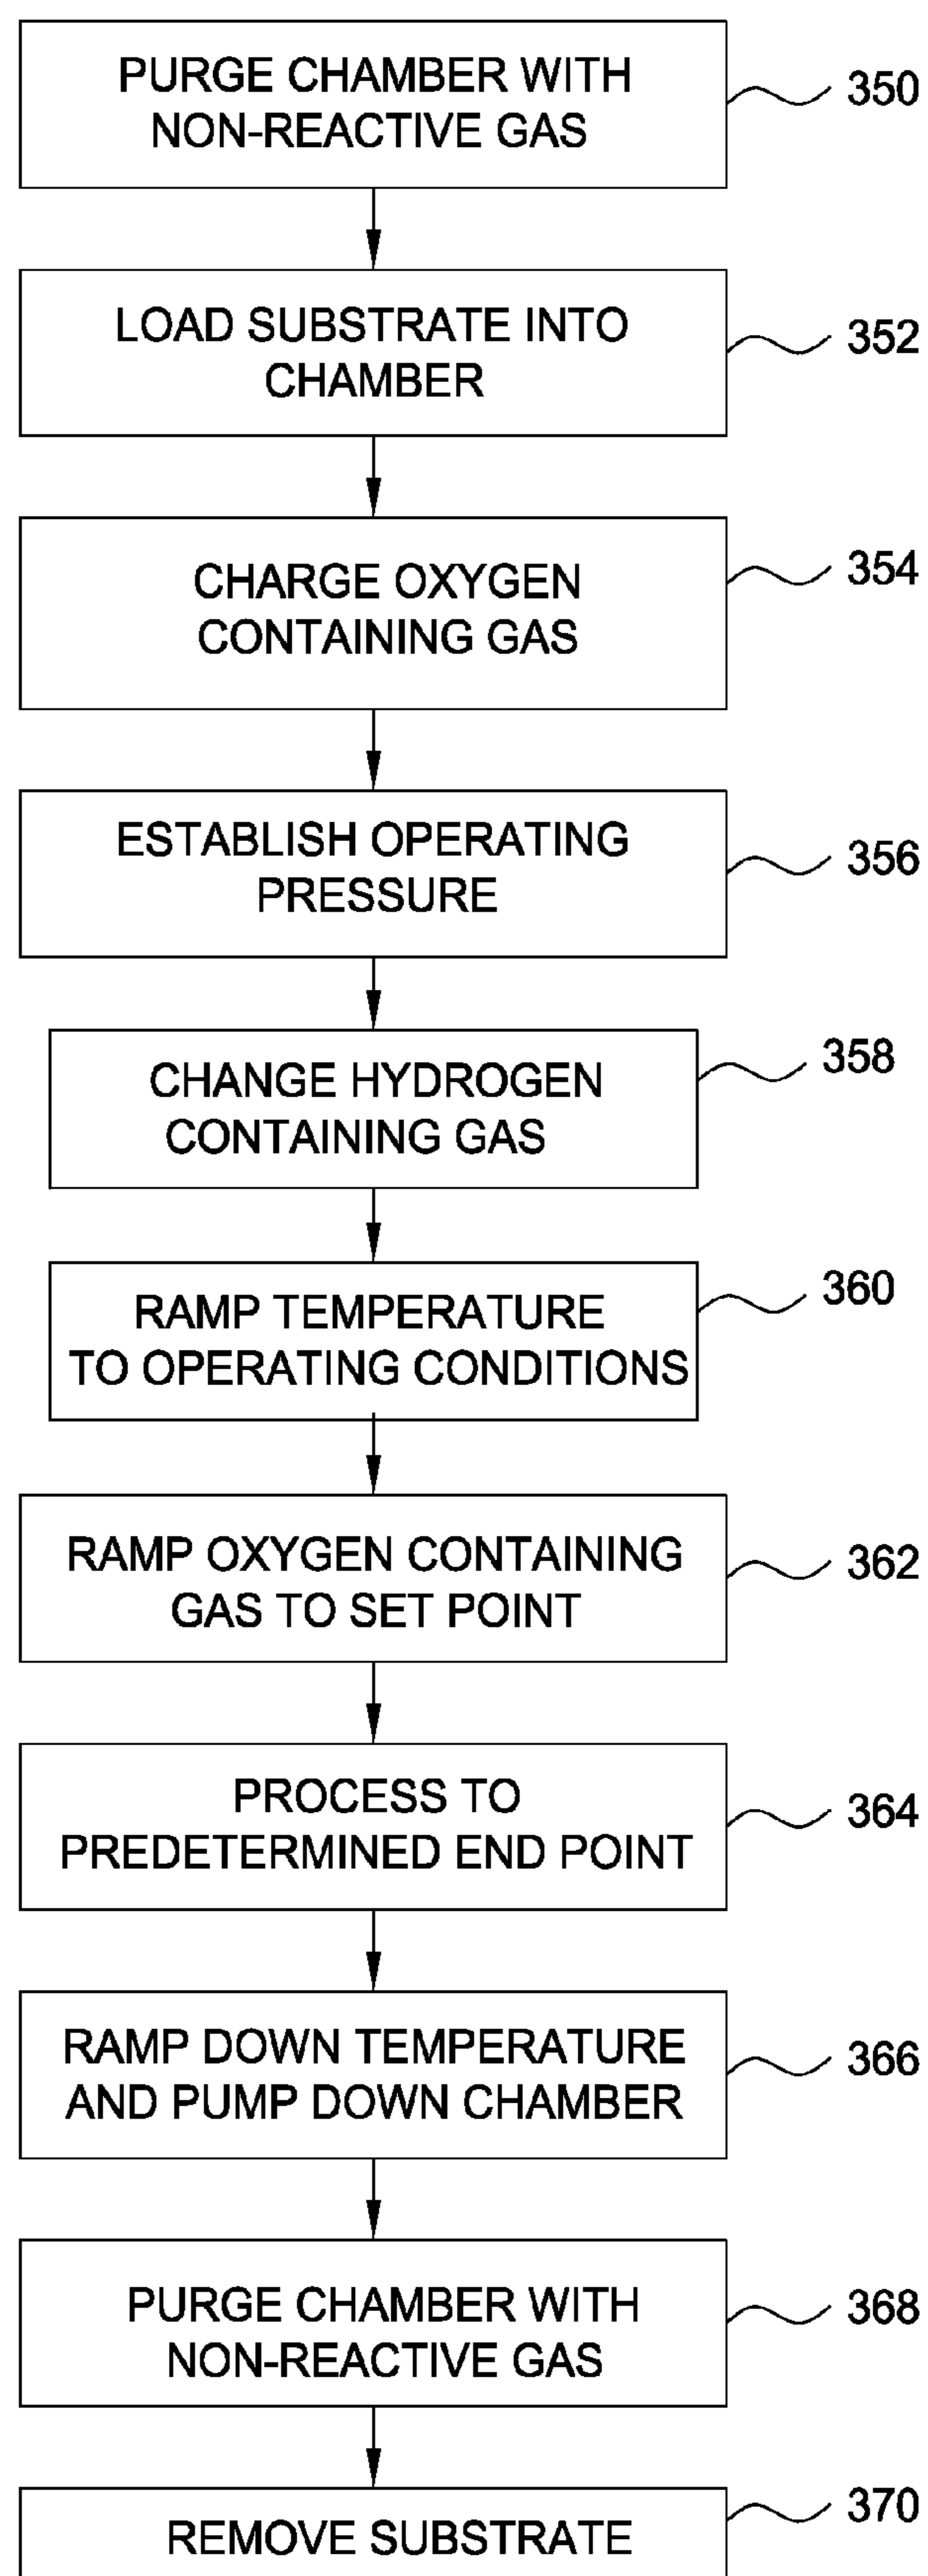 PURGE CHAMBER WITH
NON-REACTIVE GAS
350
LOAD SUBSTRATE INTO
CHAMBER
352
CHARGE OXYGEN
CONTAINING GAS
354
ESTABLISH OPERATING
PRESSURE
356
CHANGE HYDROGEN
CONTAINING GAS
358
RAMP TEMPERATURE
TO OPERATING CONDITIONS
360
RAMP OXYGEN CONTAINING
GAS TO SET POINT
362
PROCESS TO
PREDETERMINED END POINT
364
RAMP DOWN TEMPERATURE
AND PUMP DOWN CHAMBER
366
PURGE CHAMBER WITH
NON-REACTIVE GAS
368
REMOVE SUBSTRATE
370